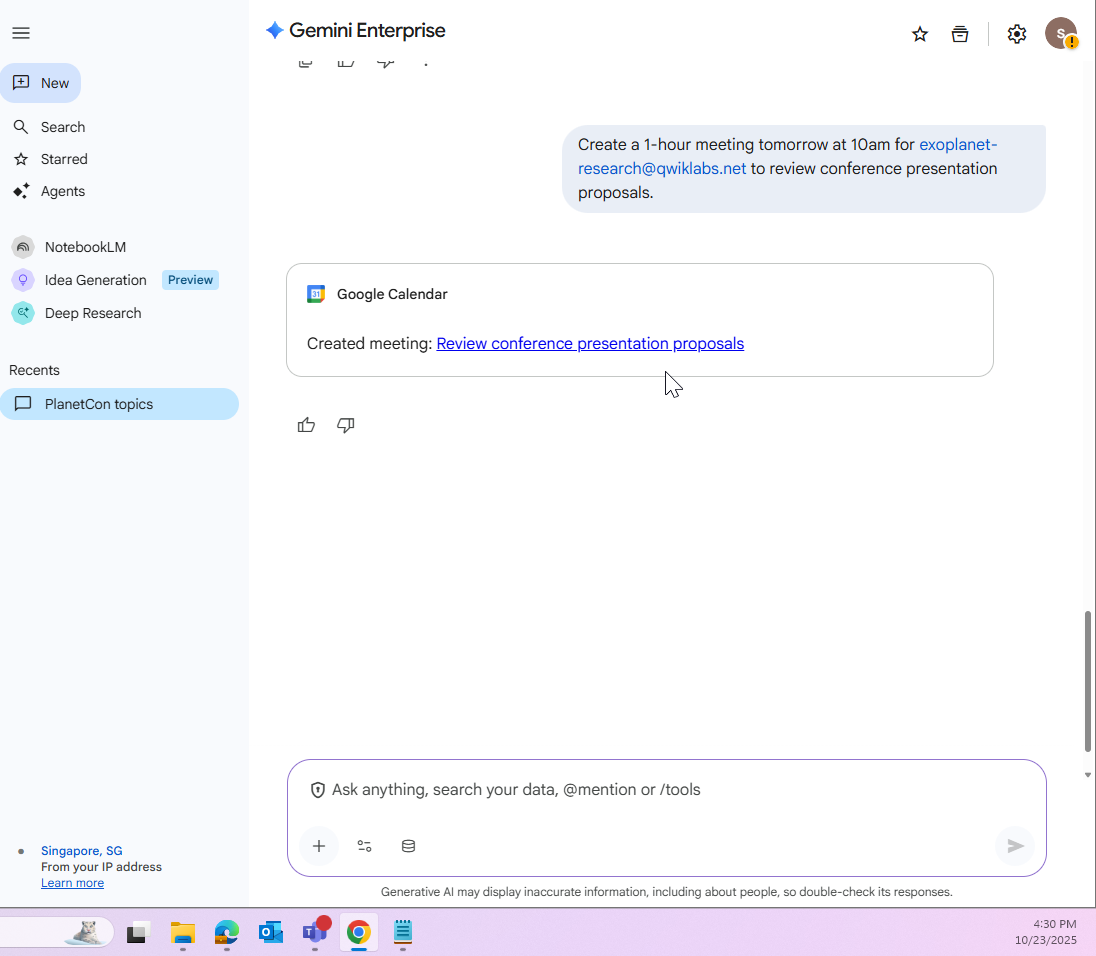 Gemini Enterprise
S
New
Search
Starred
Agents
NotebookLM
Idea Generation Preview
Deep Research
Recents
PlanetCon topics
Create a 1-hour meeting tomorrow at 10am for exoplanet-
research@qwiklabs.net to review conference presentation
proposals.
31 Google Calendar
Created meeting: Review conference presentation proposals
Ask anything, search your data, @mention or /tools
Singapore, SG
From your IP address
Learn more
Generative AI may display inaccurate information, including about people, so double-check its responses.
4:30 PM
10/23/2025